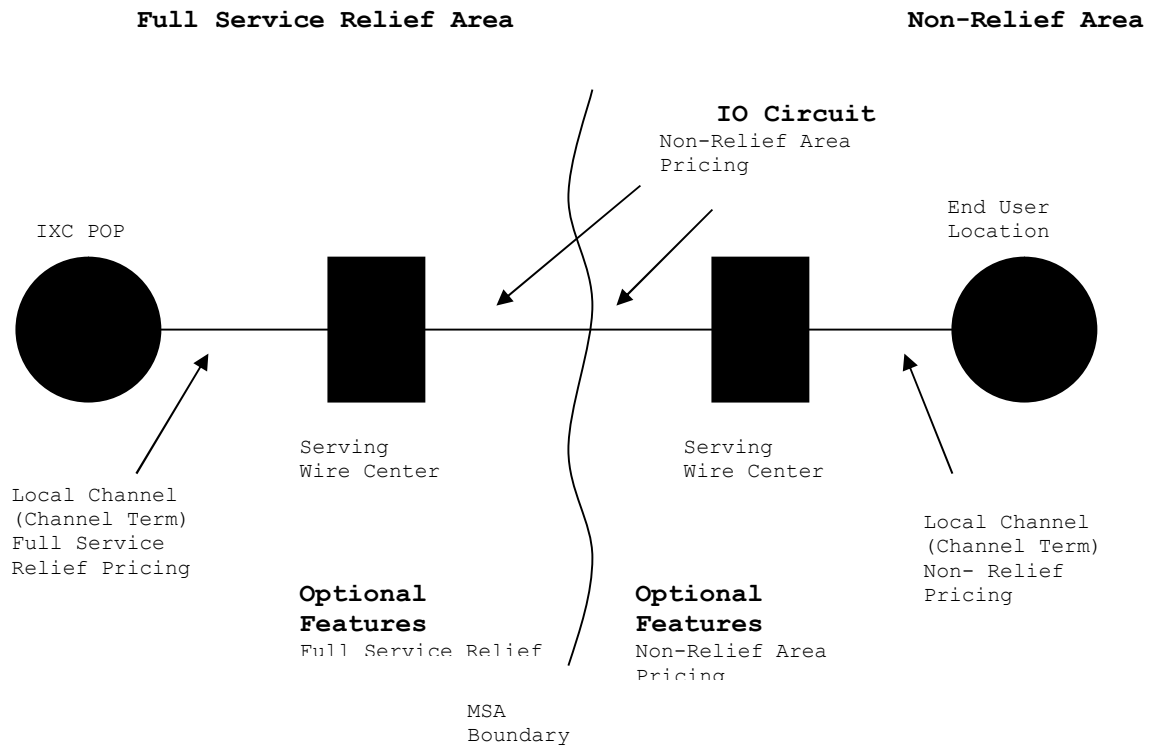 Full Service Relief Area
Non-Relief Area
IO Circuit
Non-Relief Area
Pricing
IXC POP
End User
Location
Serving
Wire Center
Serving
Wire Center
Local Channel
(Channel Term)
Full Service
Relief Pricing
Local Channel
(Channel Term)
Non- Relief
Pricing
Optional
Features
Full Service Relief
Optional
Features
Non-Relief Area
Pricing
MSA
Boundary